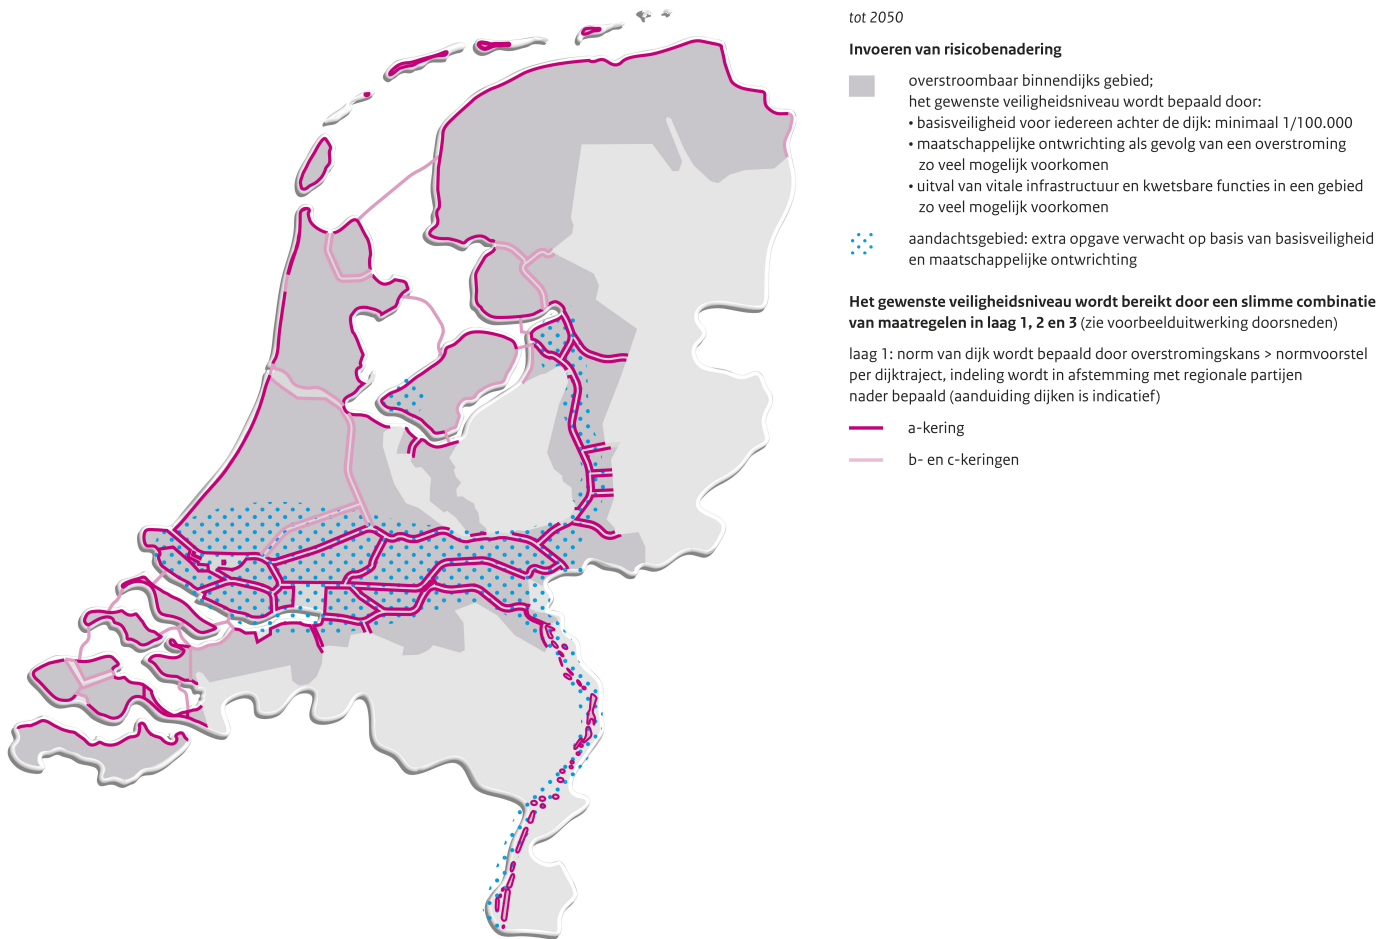 tot 2050
Invoeren van risicobenadering
overstroombaar binnendijks gebied;
het gewenste veiligheidsniveau wordt bepaald door:
• basisveiligheid voor iedereen achter de dijk: minimaal 1/100.000
• maatschappelijke ontwrichting als gevolg van een overstroming
zo veel mogelijk voorkomen
• uitval van vitale infrastructuur en kwetsbare functies in een gebied
zo veel mogelijk voorkomen
aandachtsgebied: extra opgave verwacht op basis van basisveiligheid
en maatschappelijke ontwrichting
Het gewenste veiligheidsniveau wordt bereikt door een slimme combinatie
van maatregelen in laag 1, 2 en 3 (zie voorbeelduitwerking doorsneden)
laag 1: norm van dijk wordt bepaald door overstromingskans > normvoorstel
per dijktraject, indeling wordt in afstemming met regionale partijen
nader bepaald (aanduiding dijken is indicatief)
a-kering
b- en c-keringen